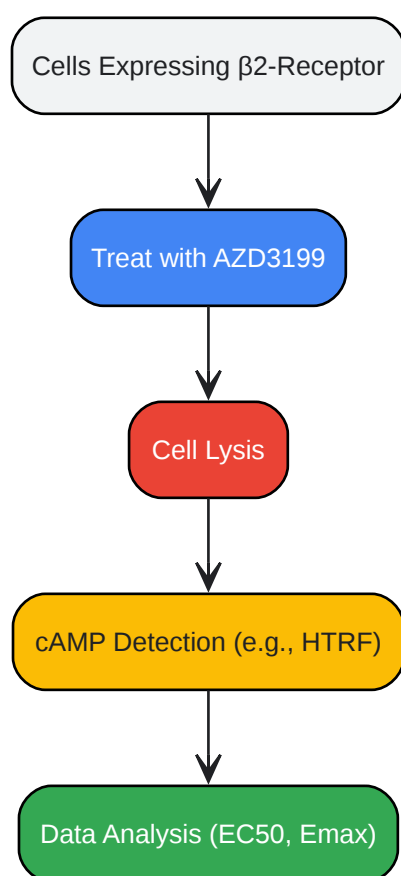 Cells Expressing β2-Receptor
Treat with AZD3199
Cell Lysis
cAMP Detection (e.g., HTRF)
Data Analysis (EC50, Emax)